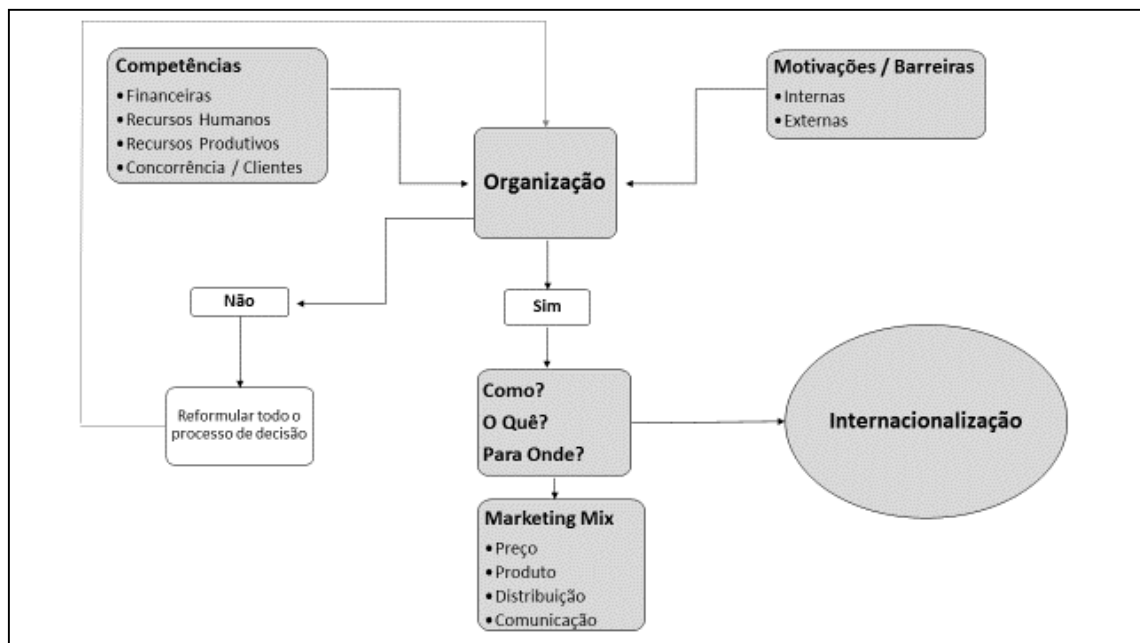 Competências
•Financeiras
•Recursos Humanos
•Recursos Produtivos
•Concorrência / Clientes
Motivações / Barreiras
•Internas
•Externas
Organização
Não
Sim
Reformular todo o
processo de decisão
Como?
O Quê?
Para Onde?
Internacionalização
Marketing Mix
•Preço
•Produto
•Distribuição
•Comunicação